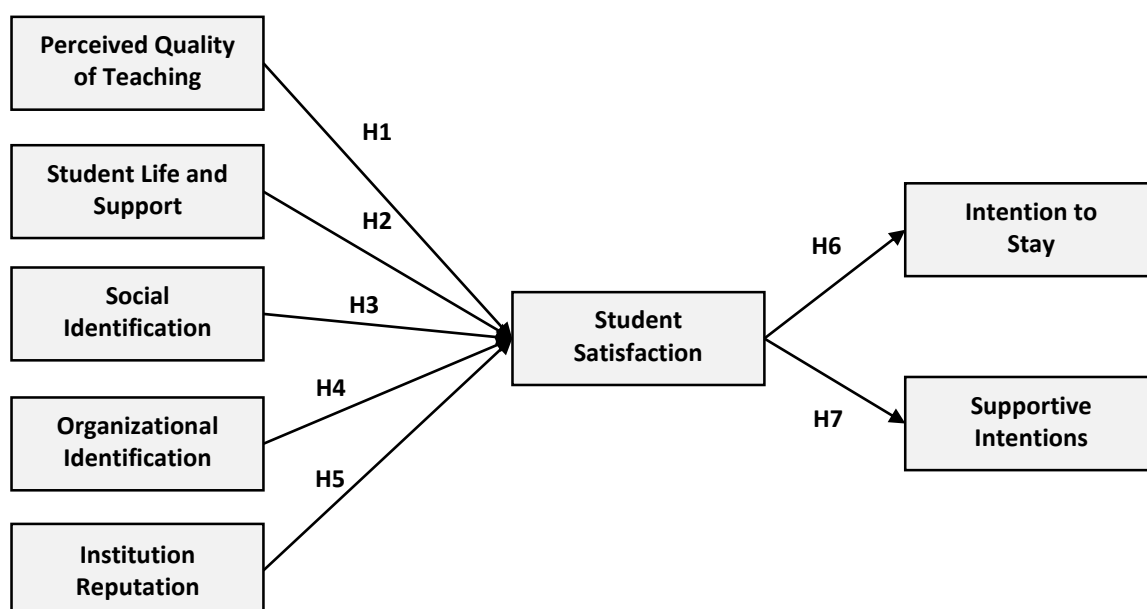 Perceived Quality
of Teaching
H1
Student Life and
Support
H2
Social
Identification
H3
Organizational
Identification
H4
Institution
Reputation
H5
Student
Satisfaction
H6
Intention to
Stay
H7
Supportive
Intentions